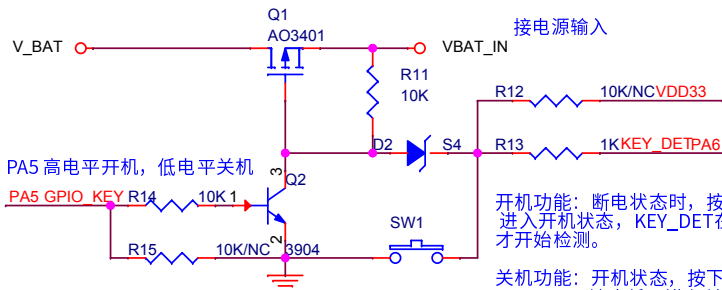 Q1
接电源输入
V_BAT
AO3401
VBAT_IN
R11
10K
R12
10K/NC
VDD33
D2
S4
R13
1K
KEY_DET
PA6
PA5 高电平开机，低电平关机
3
Q2
PA5
GPIO_KEY
R14
10K
1
开机功能：断电状态时，按
进入开机状态，KEY_DET在
SW1
2
R15
10K/NC
3904
才开始检测。
关机功能：开机状态，按下